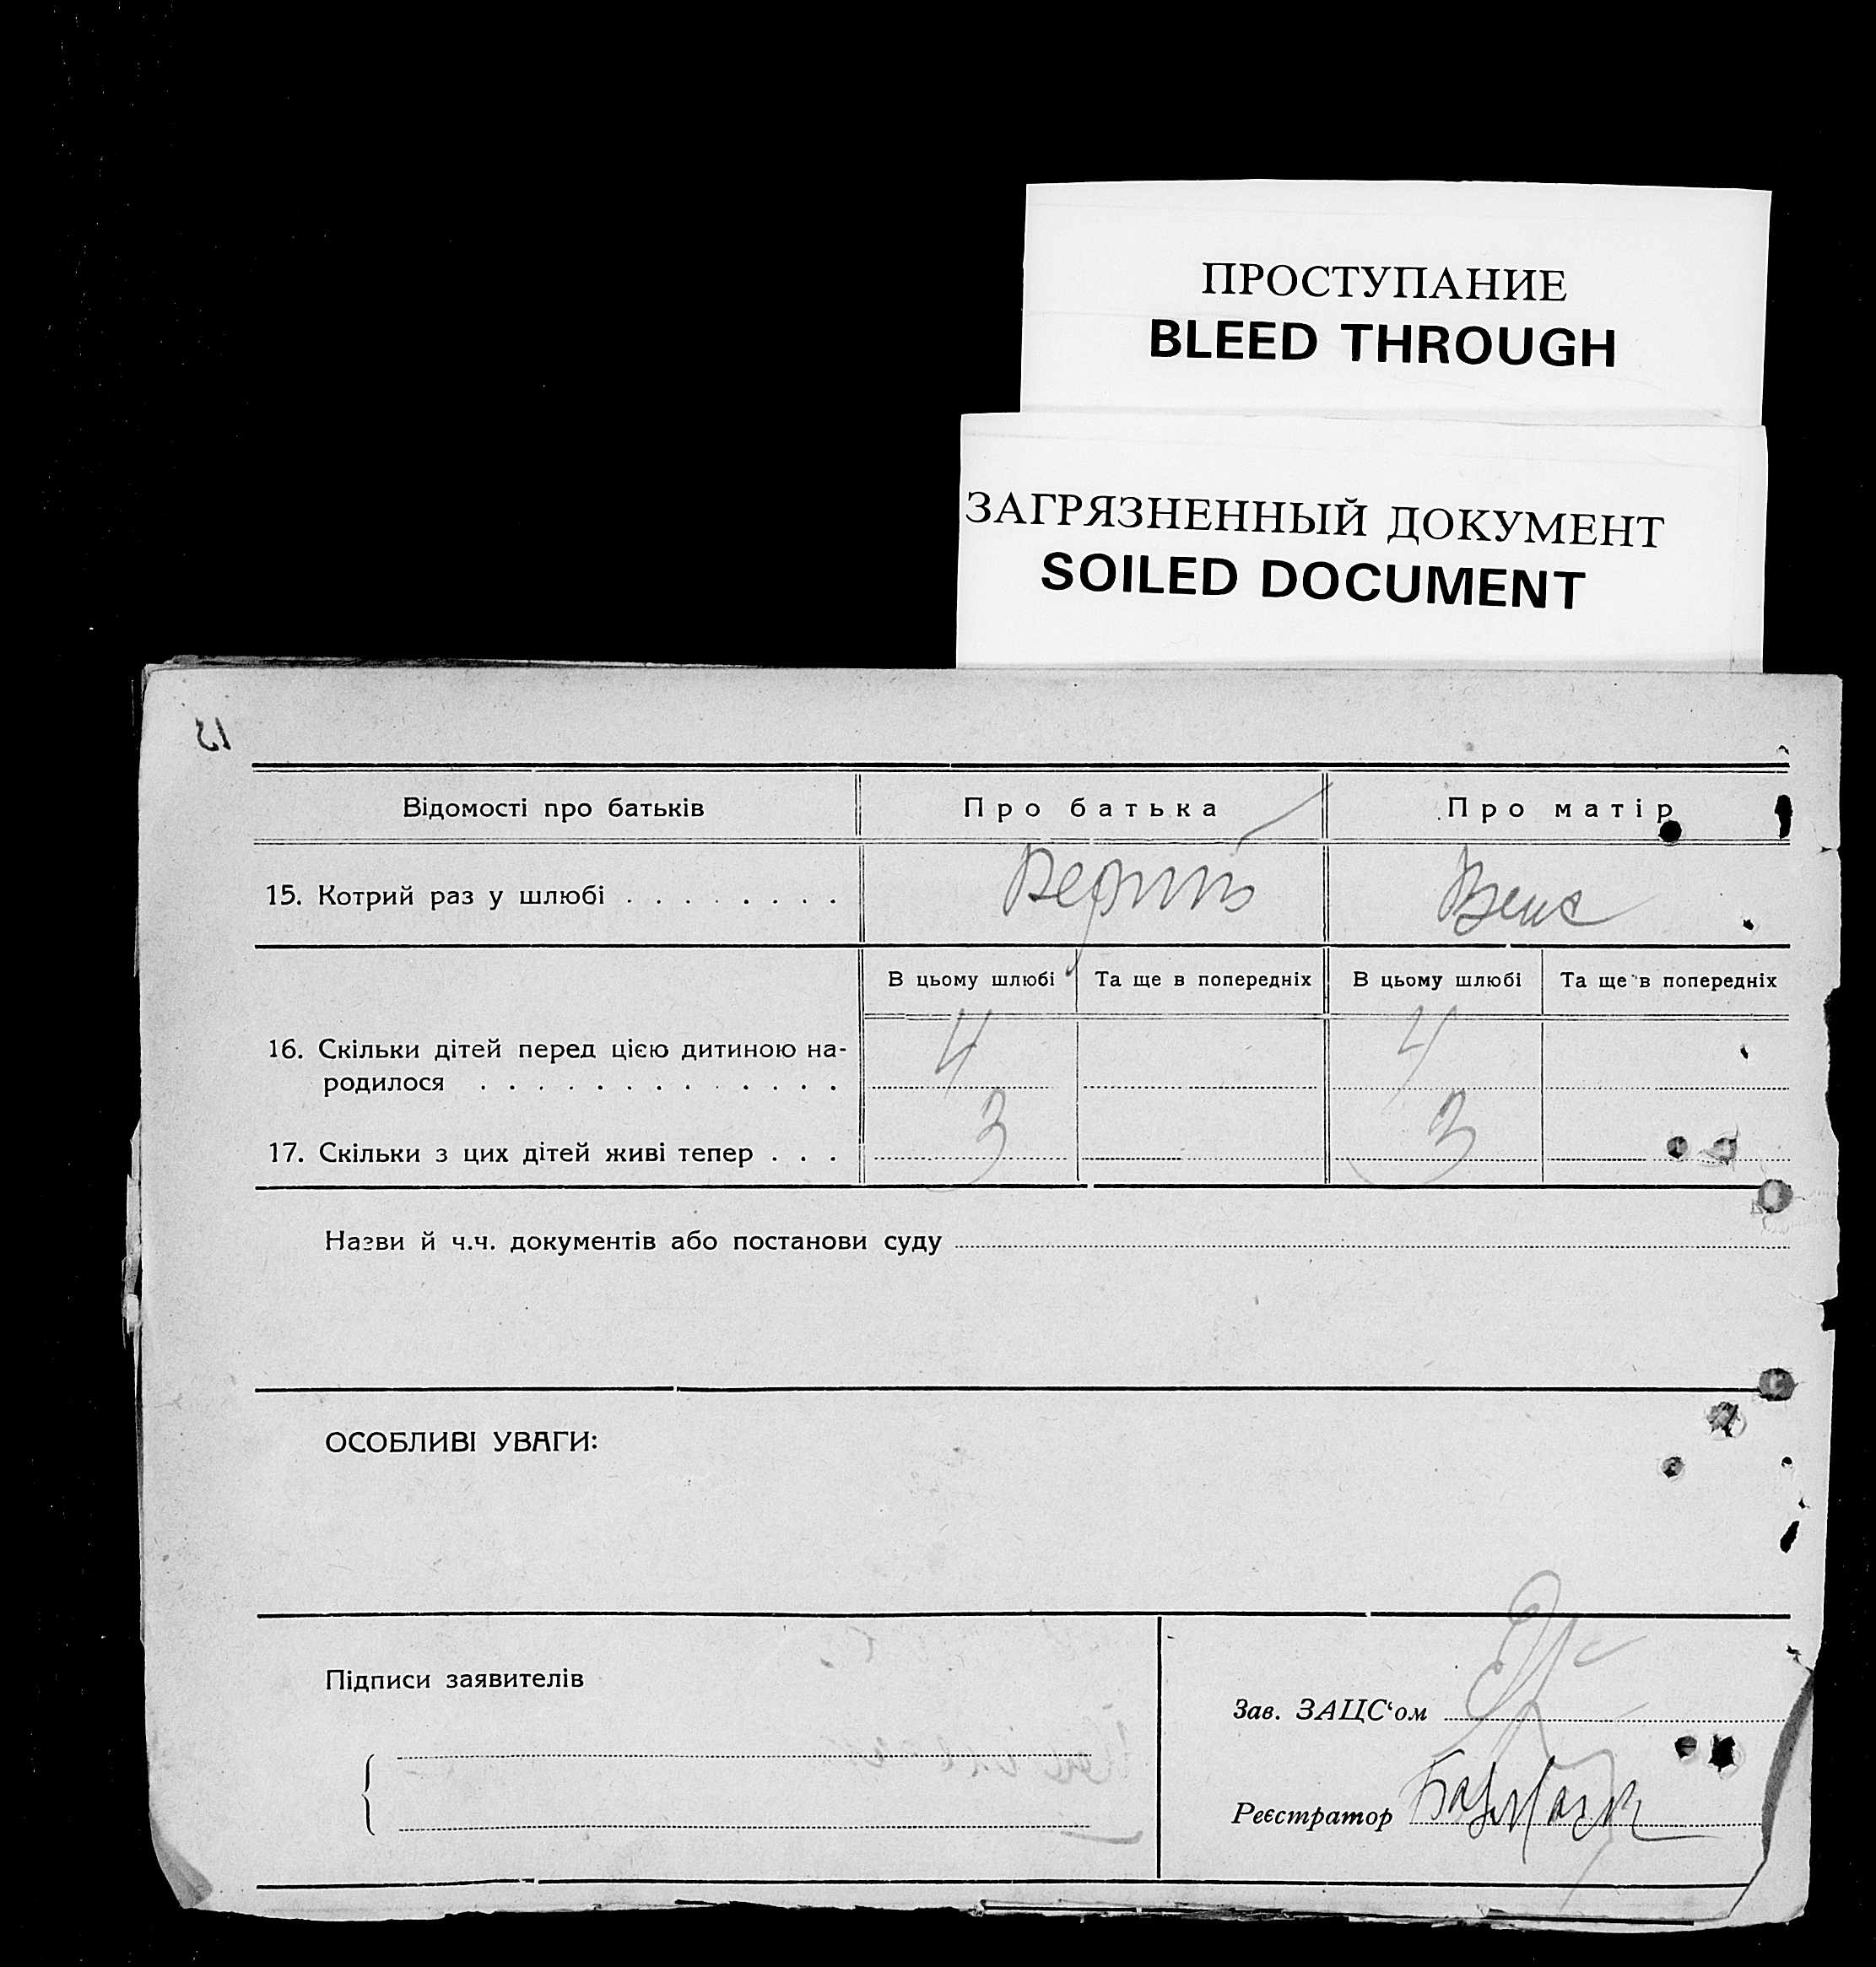 ПРОСТУПАНИЕ
BLEED THROUGH
ЗАГРЯЗНЕННЫЙ ДОКУМЕНТ
SOILED DOCUMENT
Відомості про батьків Про батька Про матір
15. Котрий раз у шлюбі . . . . . . . .
В цьому шлюбі Та ще в попередніх В цьому шлюбі Та ще в попередніх
16. Скільки дітей перед цією дитиною на-
родилося . . . . . . . . . . . . . 4 4
17. Скільки з цих дітей живі тепер . . . 3 3
Назви й ч.ч. документів або постанови суду
ОСОБЛИВІ УВАГИ:
Підписи заявителів
Зав. ЗАЦС‘ом
Реєстратор